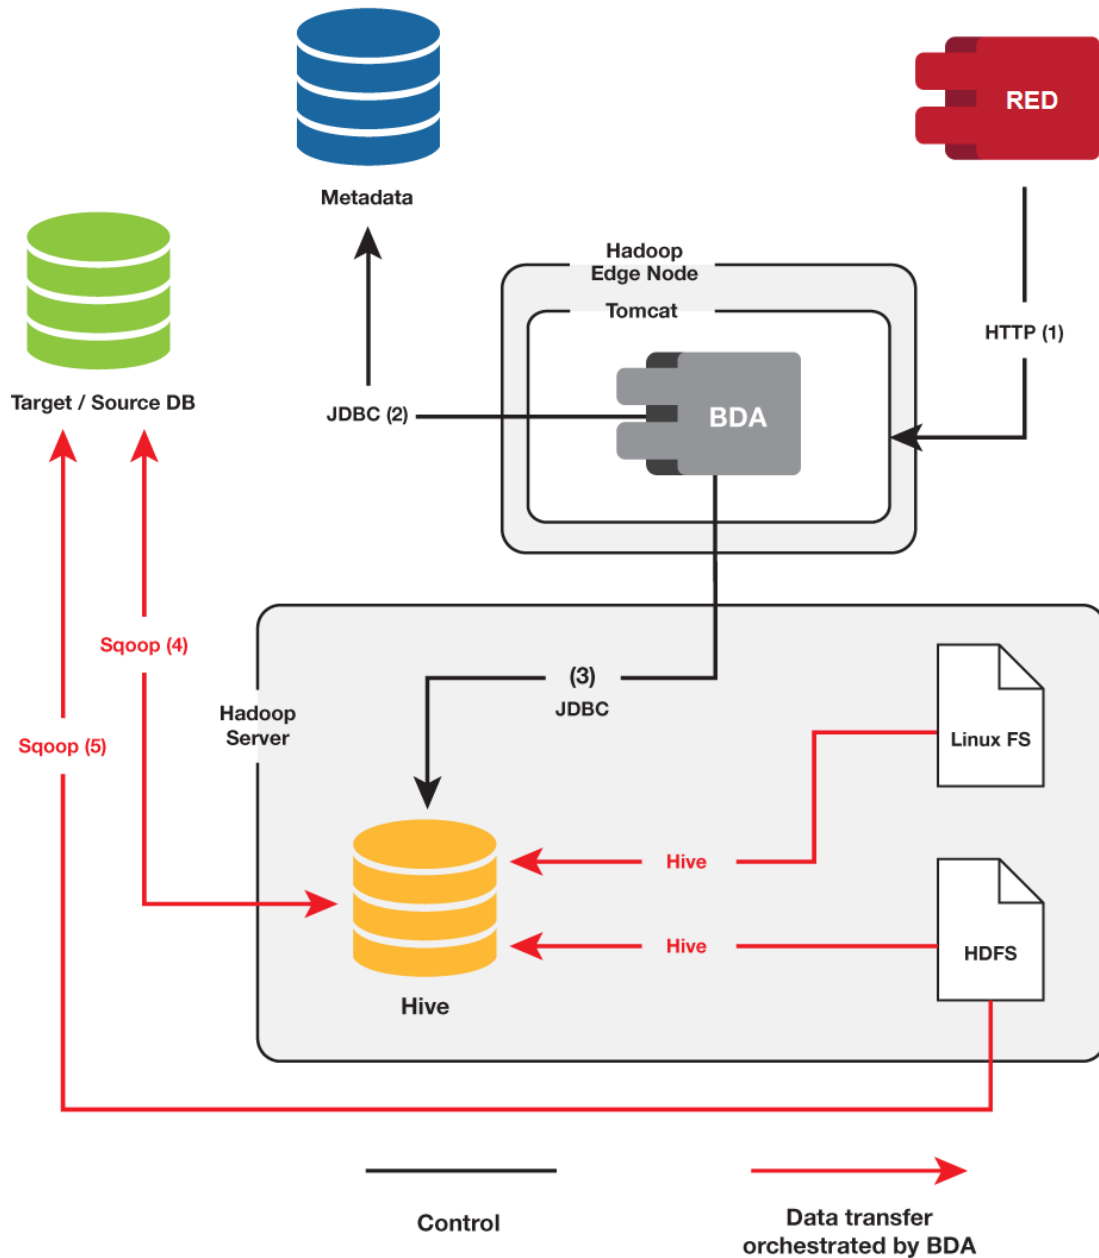 RED
Metadata
Hadoop
Edge Node
Tomcat
HTTP (1)
Target / Source DB
JDBC (2)
BDA
Sqoop (4)
(3)
JDBC
Hadoop
Server
Sqoop (5)
Linux FS
Hive
Hive
HDFS
Hive
Control
Data transfer
orchestrated by BDA